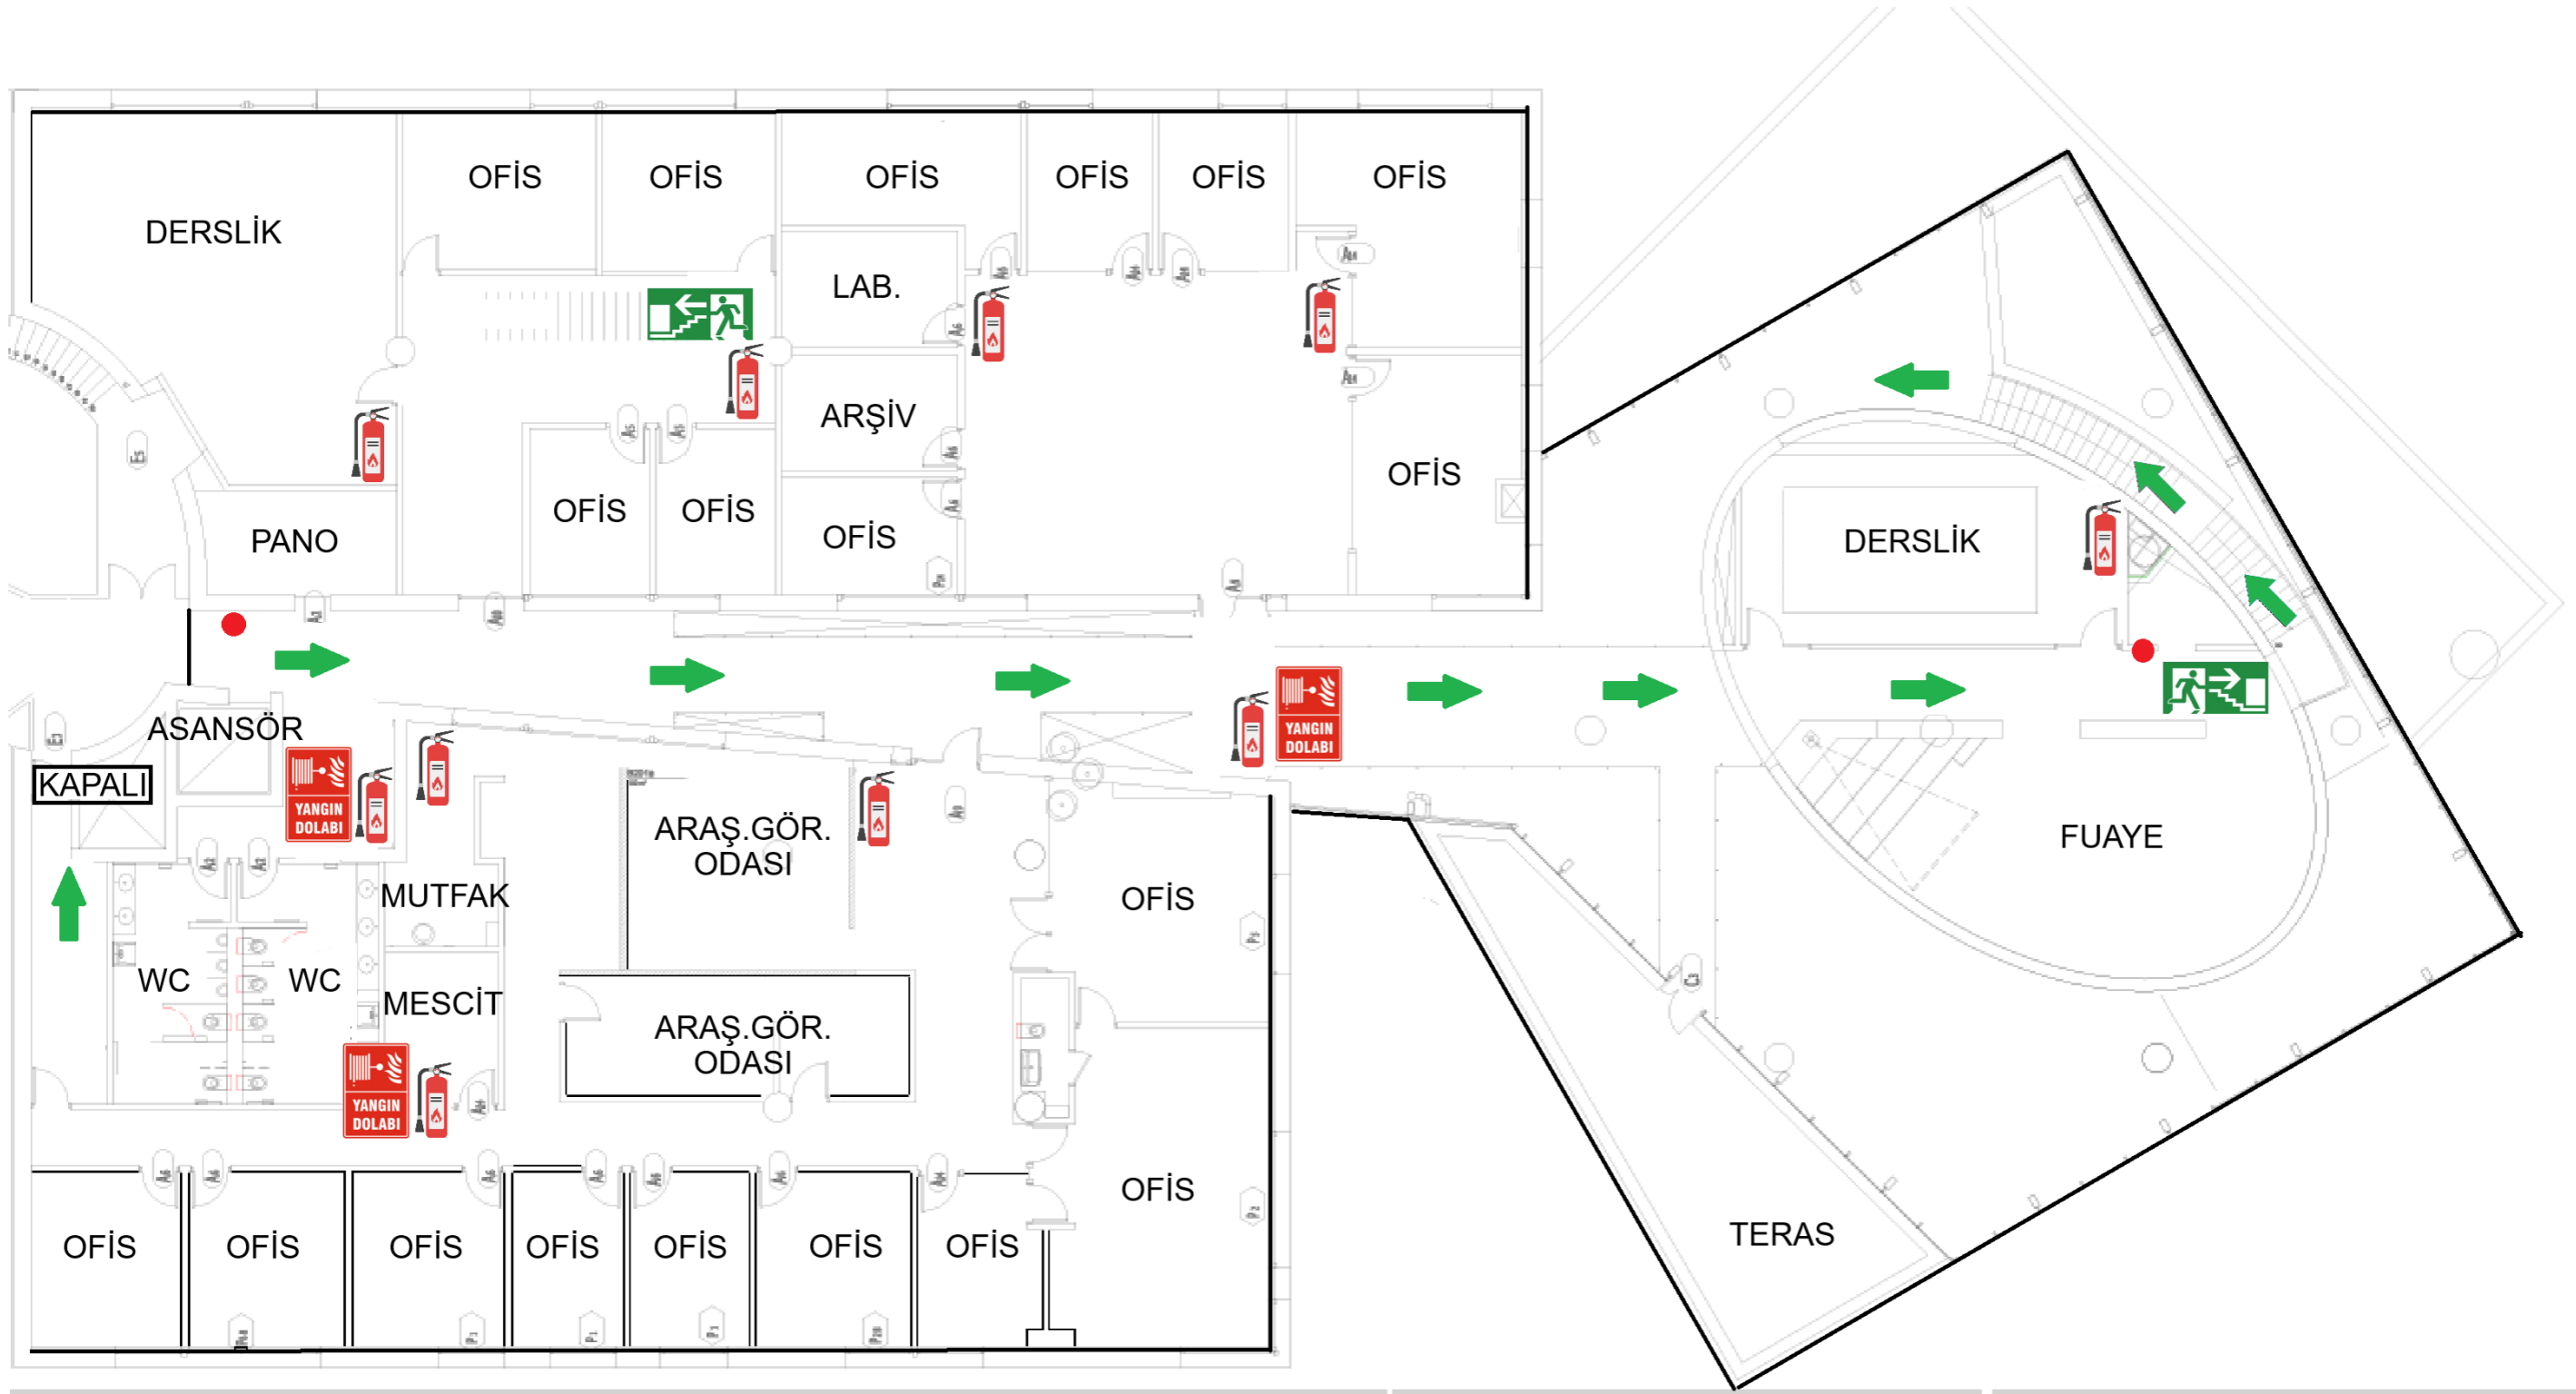 OFİS
OFİS
OFİS
OFİS
OFİS
OFİS
DERSLİK
LAB.
ARŞİV
OFİS
OFİS
OFİS
OFİS
PANO
DERSLİK
ASANSÖR
KAPALI
YANGIN
DOLABI
YANGIN
DOLABI
ARAŞ.GÖR.
ODASI
FUAYE
MUTFAK
OFİS
WC
WC
MESCİT
ARAŞ.GÖR.
ODASI
YANGIN
DOLABI
OFİS
TERAS
OFİS
OFİS
OFİS
OFİS
OFİS
OFİS
OFİS